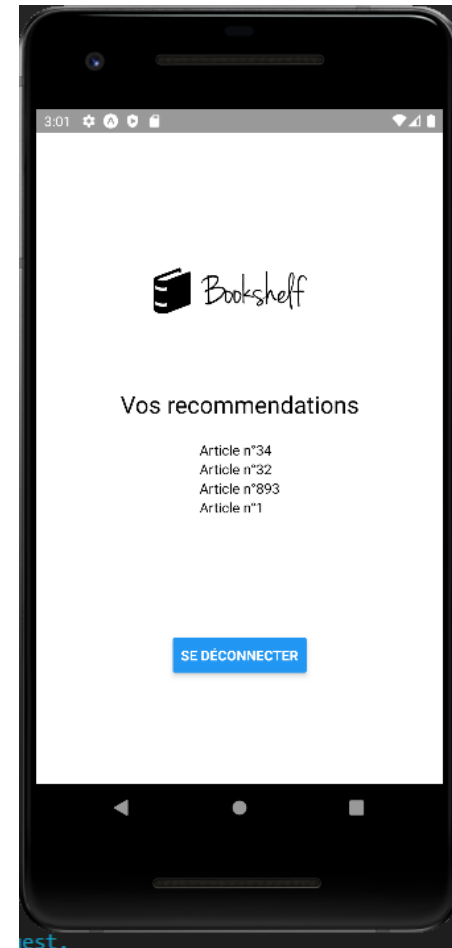 3:01
Bookshelf
Vos recommendations
Article n°34
Article n°32
Article n°893
Article n°1
SE DÉCONNECTER
est.